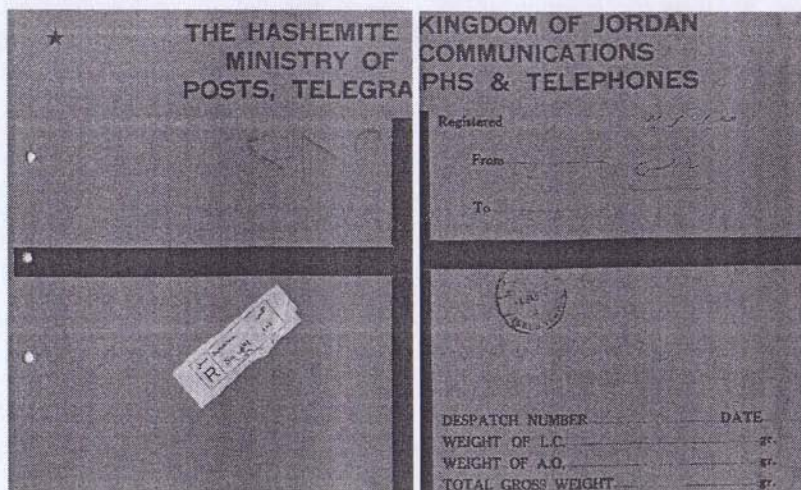 THE HASHEMITE KINGDOM OF JORDAN
MINISTRY OF COMMUNICATIONS
POSTS, TELEGRAPHS & TELEPHONES
Registered
From
To
R
DESPATCH NUMBER DATE
WEIGHT OF L.C. gr.
WEIGHT OF A.O. gr.
TOTAL GROSS WEIGHT gr.